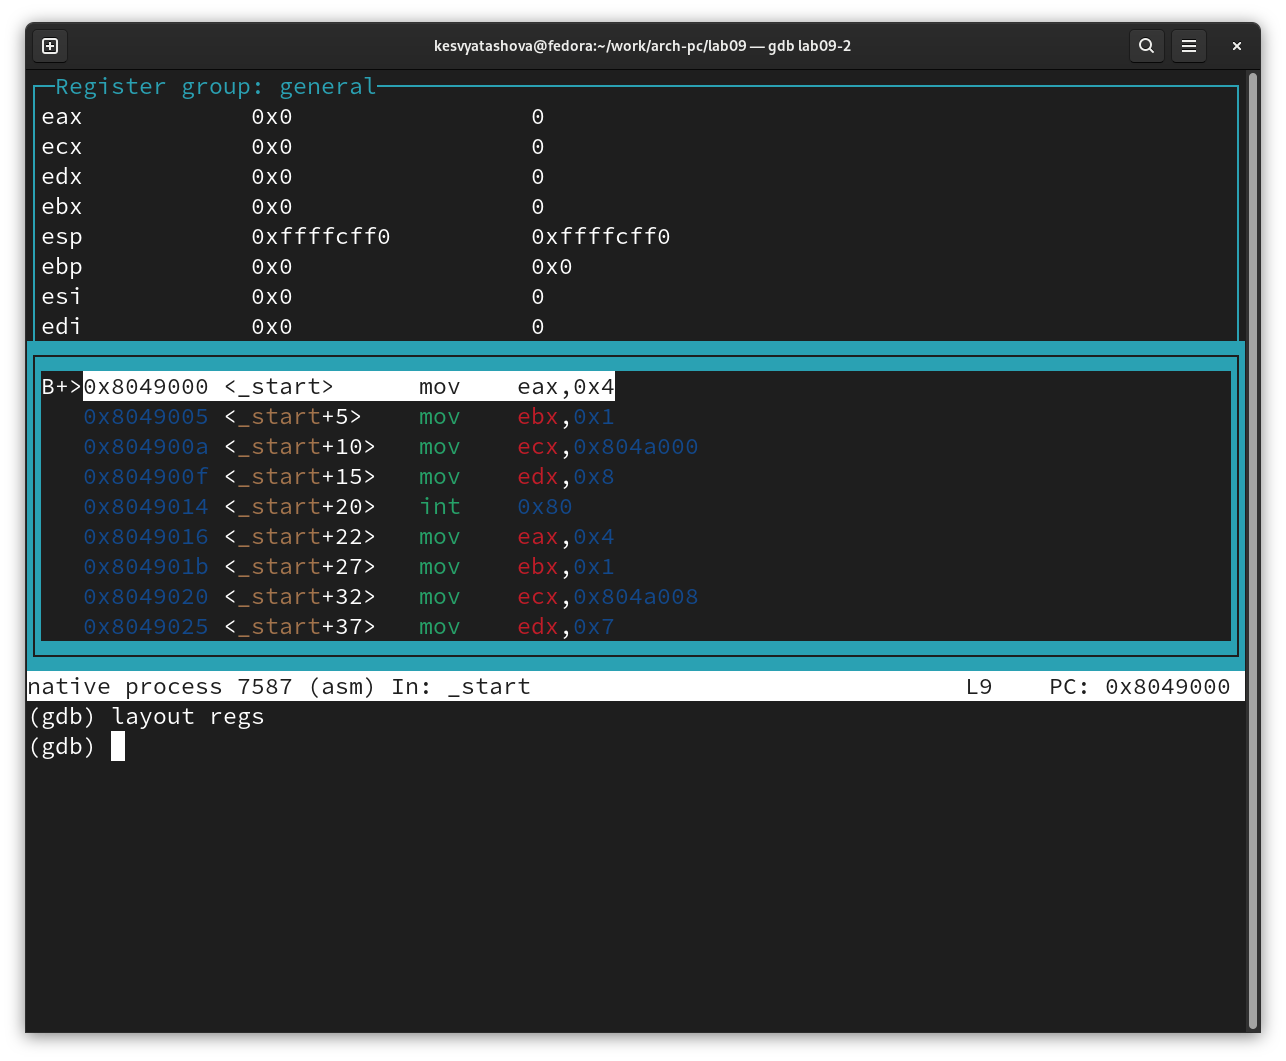 kesvyatashova@fedora:~/work/arch-pc/lab09 — gdb lab09-2
Register group: general
eax 0x0 0
ecx 0x0 0
edx 0x0 0
ebx 0x0 0
esp 0xffffcff0 0xffffcff0
ebp 0x0 0x0
esi 0x0 0
edi 0x0 0
B+>0x8049000 <_start> mov eax,0x4
0x8049005 <_start+5> mov ebx,0x1
0x804900a <_start+10> mov ecx,0x804a000
0x804900f <_start+15> mov edx,0x8
0x8049014 <_start+20> int 0x80
0x8049016 <_start+22> mov eax,0x4
0x804901b <_start+27> mov ebx,0x1
0x8049020 <_start+32> mov ecx,0x804a008
0x8049025 <_start+37> mov edx,0x7
native process 7587 (asm) In: _start L9 PC: 0x8049000
(gdb) layout regs
(gdb)